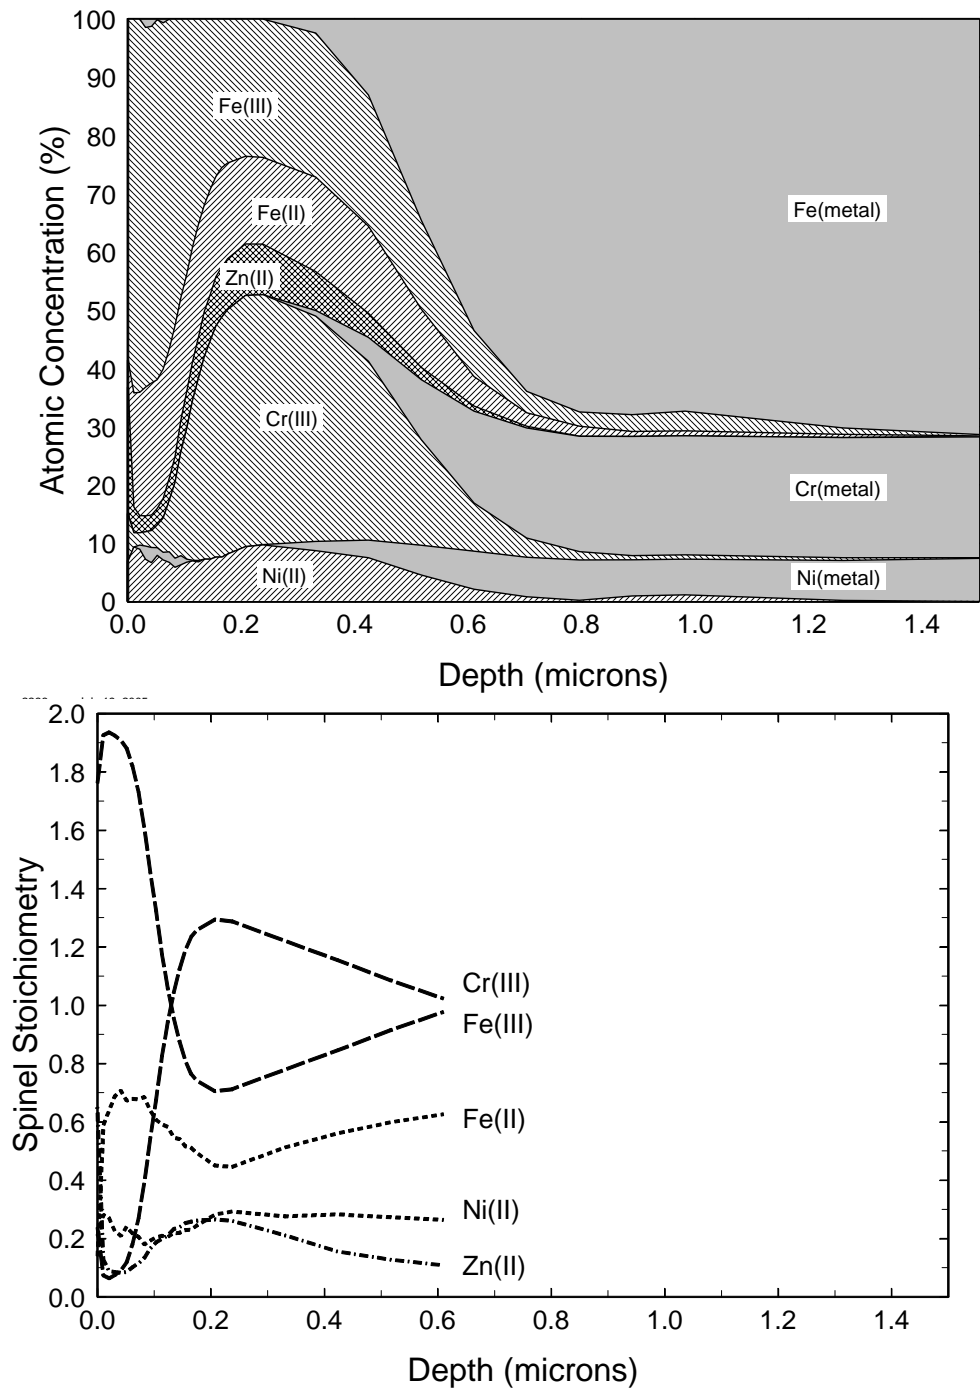 100
90
80
70
60
50
40
30
20
10
0
Atomic Concentration (%)
Fe(III)
Fe(II)
Zn(II)
Cr(III)
Ni(II)
Fe(metal)
Cr(metal)
Ni(metal)
0.0 0.2 0.4 0.6 0.8 1.0 1.2 1.4
Depth (microns)
2.0
1.8
1.6
1.4
1.2
1.0
0.8
0.6
0.4
0.2
0.0
Spinel Stoichiometry
Cr(III)
Fe(III)
Fe(II)
Ni(II)
Zn(II)
0.0 0.2 0.4 0.6 0.8 1.0 1.2 1.4
Depth (microns)